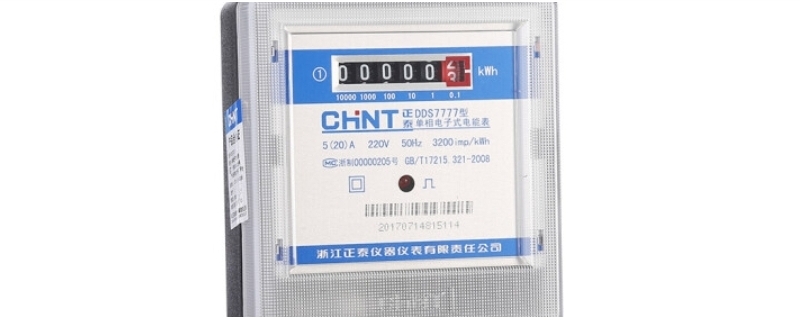 ① 00000 kWh
10000 1000 100 10 1 0.1
CHNT 正泰 DDS7777型
单相电子式电能表
5(20)A 220V 50Hz 3200imp/kWh
MC 浙制00000205号 GB/T17215.321-2008
20170714815114
浙江正泰仪器仪表有限责任公司